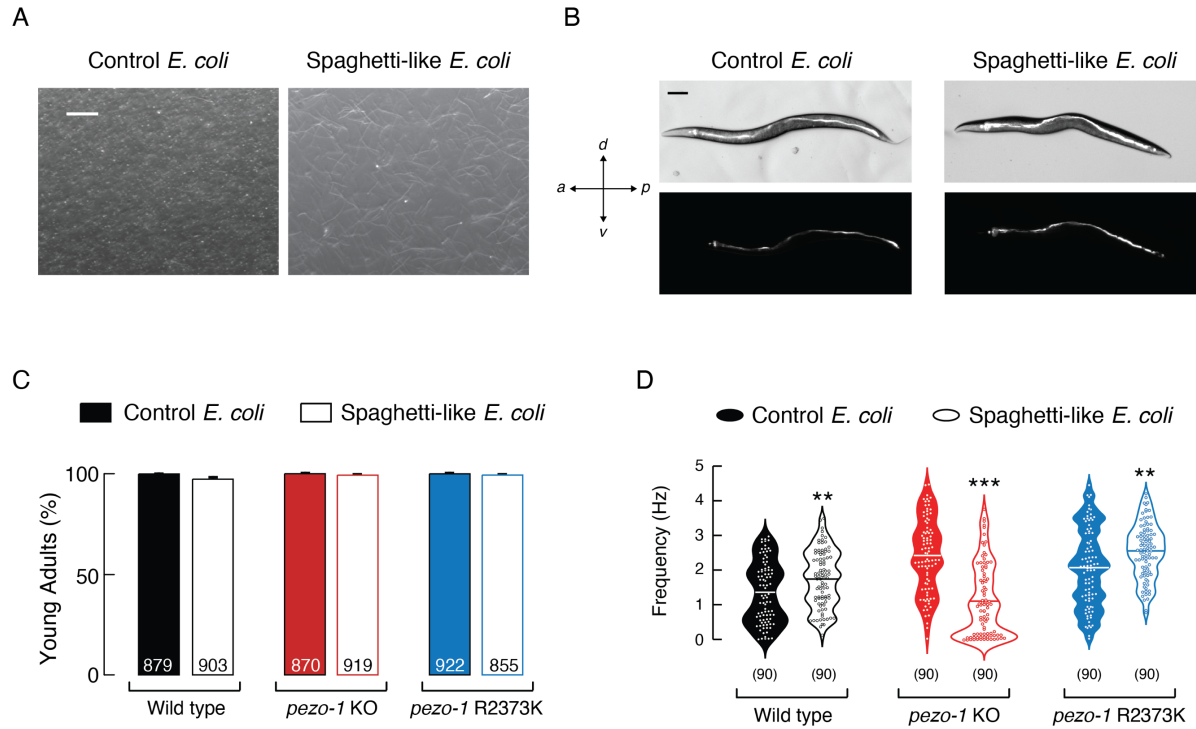 A
Control E. coli Spaghetti-like E. coli
B
Control E. coli Spaghetti-like E. coli
d
a p
v
C
Control E. coli Spaghetti-like E. coli
Young Adults (%)
100
50
0
879 903 870 919 922 855
Wild type pezo-1 KO pezo-1 R2373K
D
Control E. coli Spaghetti-like E. coli
Frequency (Hz)
5
4
3
2
1
0
** *** **
(90) (90) (90) (90) (90) (90)
Wild type pezo-1 KO pezo-1 R2373K